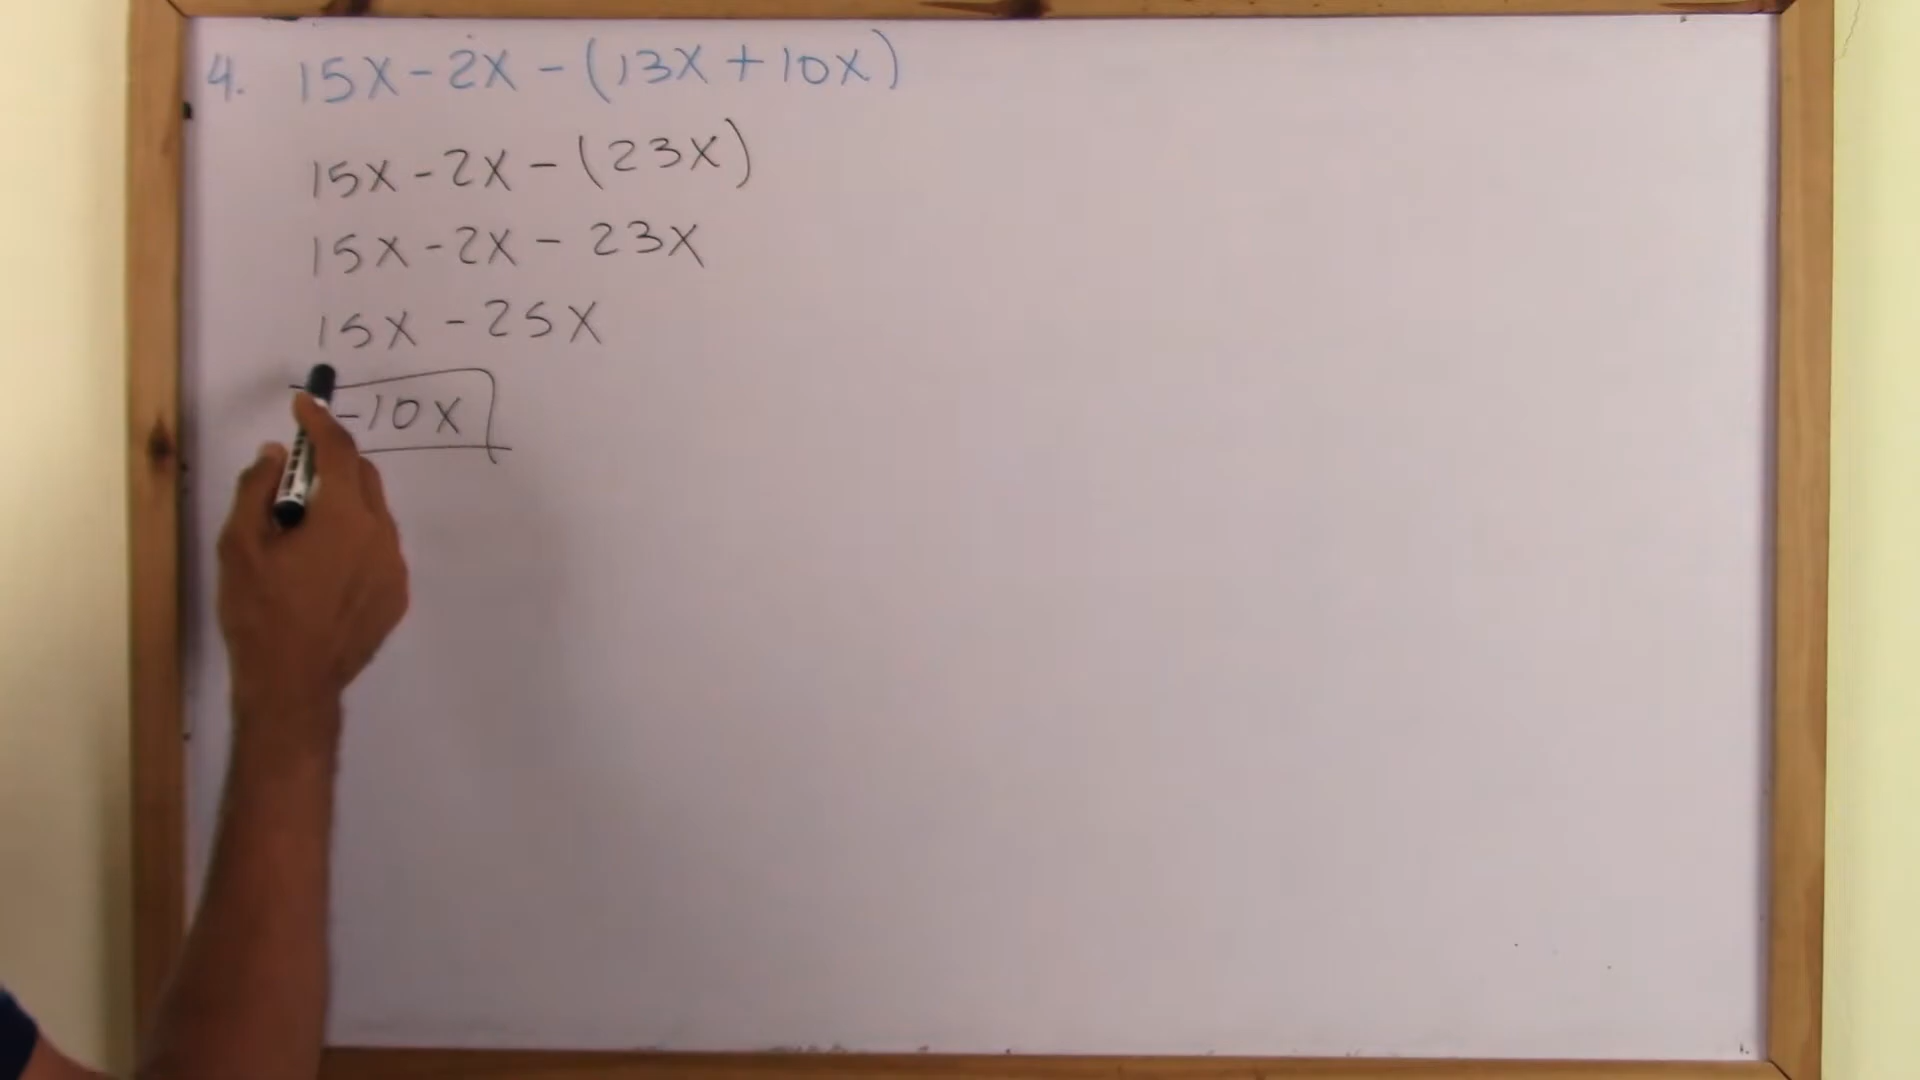 4. 15X - 2X - (13X + 10X)
15X - 2X - (23X)
15X - 2X - 23X
15X - 25X
-10X